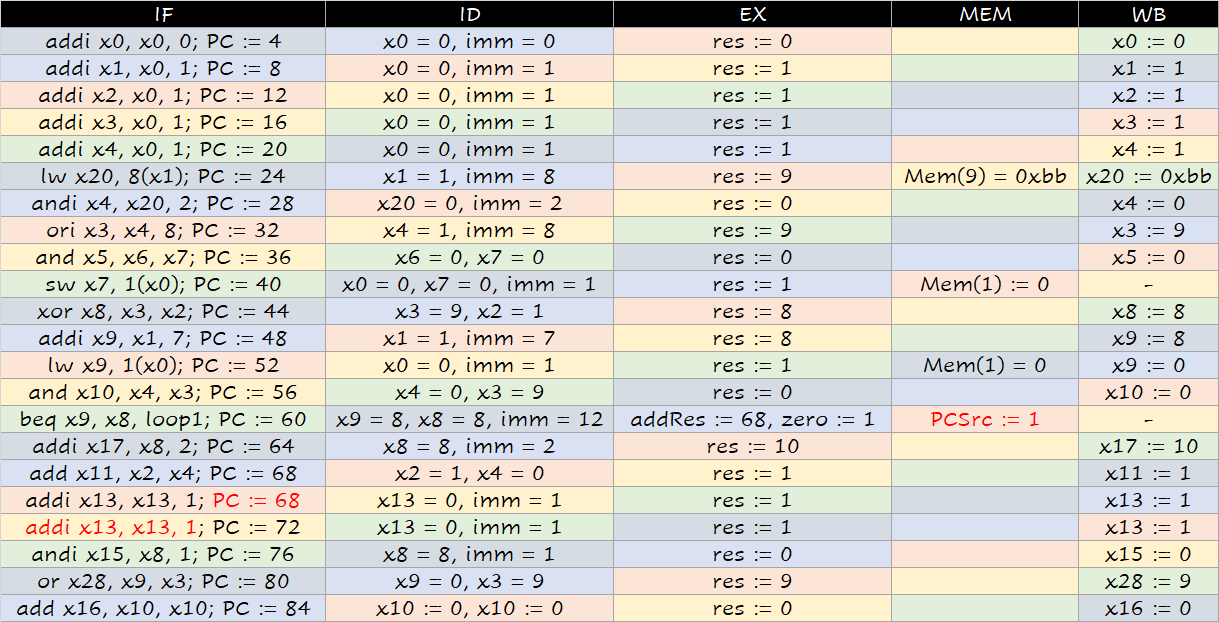 IF ID EX MEM WB
addi x0, x0, 0; PC := 4 x0 = 0, imm = 0 res := 0 x0 := 0
addi x1, x0, 1; PC := 8 x0 = 0, imm = 1 res := 1 x1 := 1
addi x2, x0, 1; PC := 12 x0 = 0, imm = 1 res := 1 x2 := 1
addi x3, x0, 1; PC := 16 x0 = 0, imm = 1 res := 1 x3 := 1
addi x4, x0, 1; PC := 20 x0 = 0, imm = 1 res := 1 x4 := 1
lw x20, 8(x1); PC := 24 x1 = 1, imm = 8 res := 9 Mem(9) = 0xbb x20 := 0xbb
andi x4, x20, 2; PC := 28 x20 = 0, imm = 2 res := 0 x4 := 0
ori x3, x4, 8; PC := 32 x4 = 1, imm = 8 res := 9 x3 := 9
and x5, x6, x7; PC := 36 x6 = 0, x7 = 0 res := 0 x5 := 0
sw x7, 1(x0); PC := 40 x0 = 0, x7 = 0, imm = 1 res := 1 Mem(1) := 0 -
xor x8, x3, x2; PC := 44 x3 = 9, x2 = 1 res := 8 x8 := 8
addi x9, x1, 7; PC := 48 x1 = 1, imm = 7 res := 8 x9 := 8
lw x9, 1(x0); PC := 52 x0 = 0, imm = 1 res := 1 Mem(1) = 0 x9 := 0
and x10, x4, x3; PC := 56 x4 = 0, x3 = 9 res := 0 x10 := 0
beq x9, x8, loop1; PC := 60 x9 = 8, x8 = 8, imm = 12 addRes := 68, zero := 1 PCSrc := 1 -
addi x17, x8, 2; PC := 64 x8 = 8, imm = 2 res := 10 x17 := 10
add x11, x2, x4; PC := 68 x2 = 1, x4 = 0 res := 1 x11 := 1
addi x13, x13, 1; PC := 68 x13 = 0, imm = 1 res := 1 x13 := 1
addi x13, x13, 1; PC := 72 x13 = 0, imm = 1 res := 1 x13 := 1
andi x15, x8, 1; PC := 76 x8 = 8, imm = 1 res := 0 x15 := 0
or x28, x9, x3; PC := 80 x9 = 0, x3 = 9 res := 9 x28 := 9
add x16, x10, x10; PC := 84 x10 := 0, x10 := 0 res := 0 x16 := 0